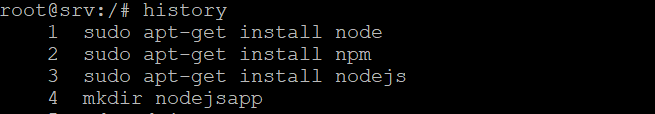 root@srv:/# history
1 sudo apt-get install node
2 sudo apt-get install npm
3 sudo apt-get install nodejs
4 mkdir nodejsapp